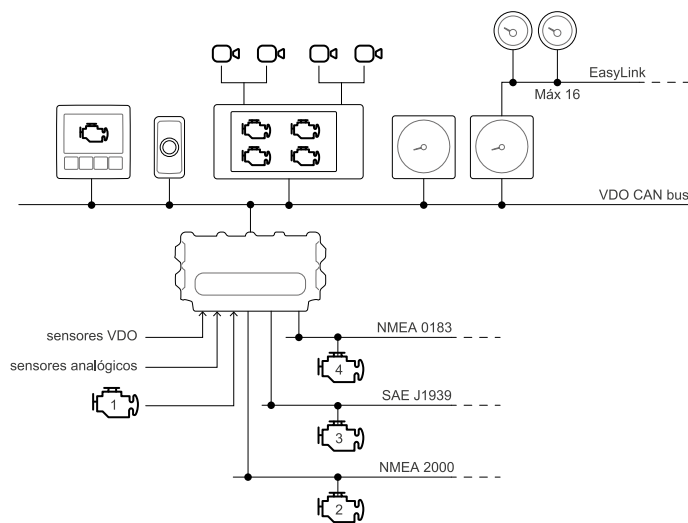 EasyLink
Máx 16
VDO CAN bus
sensores VDO
NMEA 0183
sensores analógicos
4
1
SAE J1939
3
NMEA 2000
2